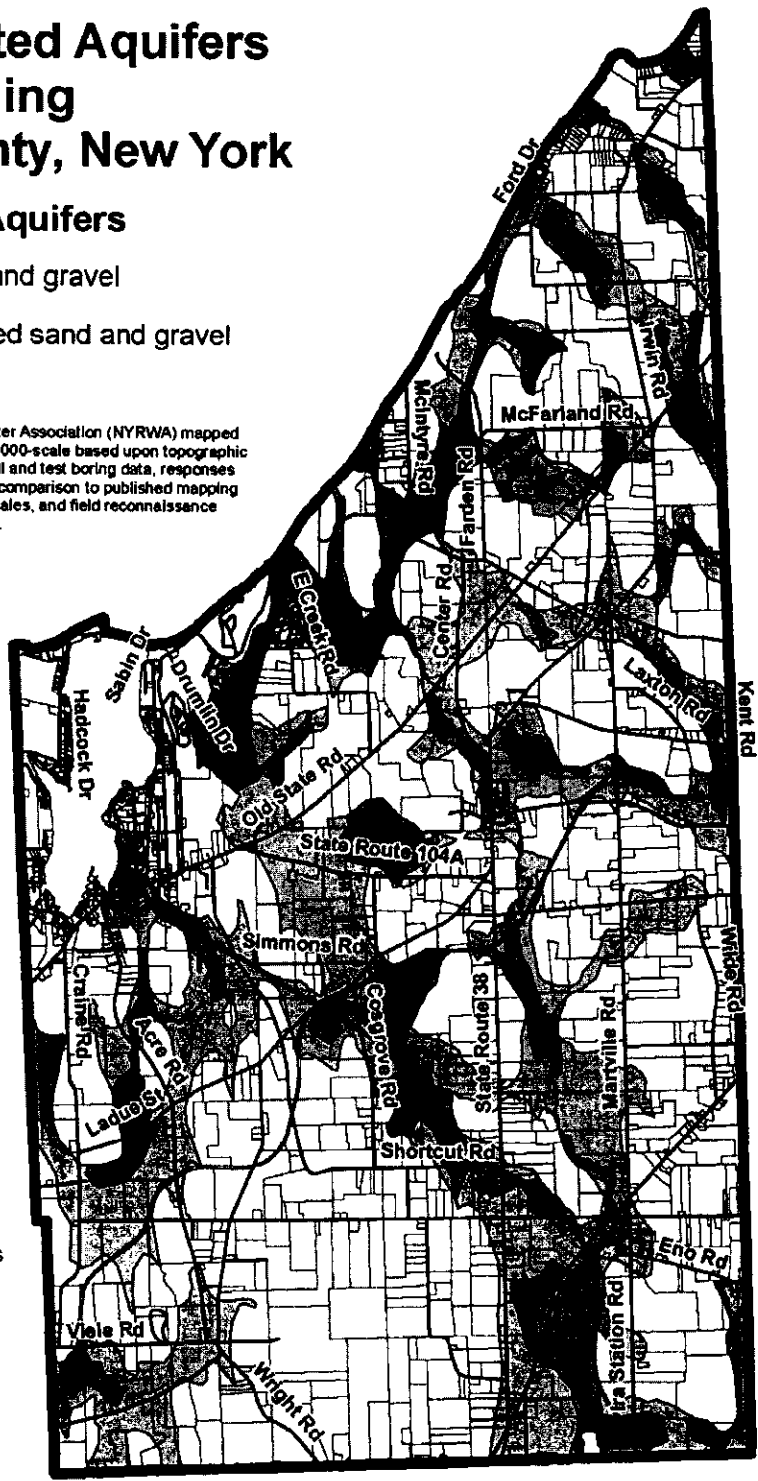 ted Aquifers
ing
nty, New York
Aquifers
and gravel
ed sand and gravel
ter Association (NYRWA) mapped
000-scale based upon topographic
ll and test boring data, responses
comparison to published mapping
ales, and field reconnaissance
s
Ford Dr
Irwin Rd
McFarland Rd
McIntyre Rd
Farden Rd
Center Rd
E Creek Rd
Sabin Dr
Drumlin Dr
Hadcock Dr
Laxton Rd
Kent Rd
Old State Rd
State Route 104A
Simmons Rd
Craine Rd
Acre Rd
Ladue St
Cosgrove Rd
State Route 38
Martville Rd
Wilde Rd
Shortcut Rd
Eno Rd
Ira Station Rd
Viele Rd
Wright Rd